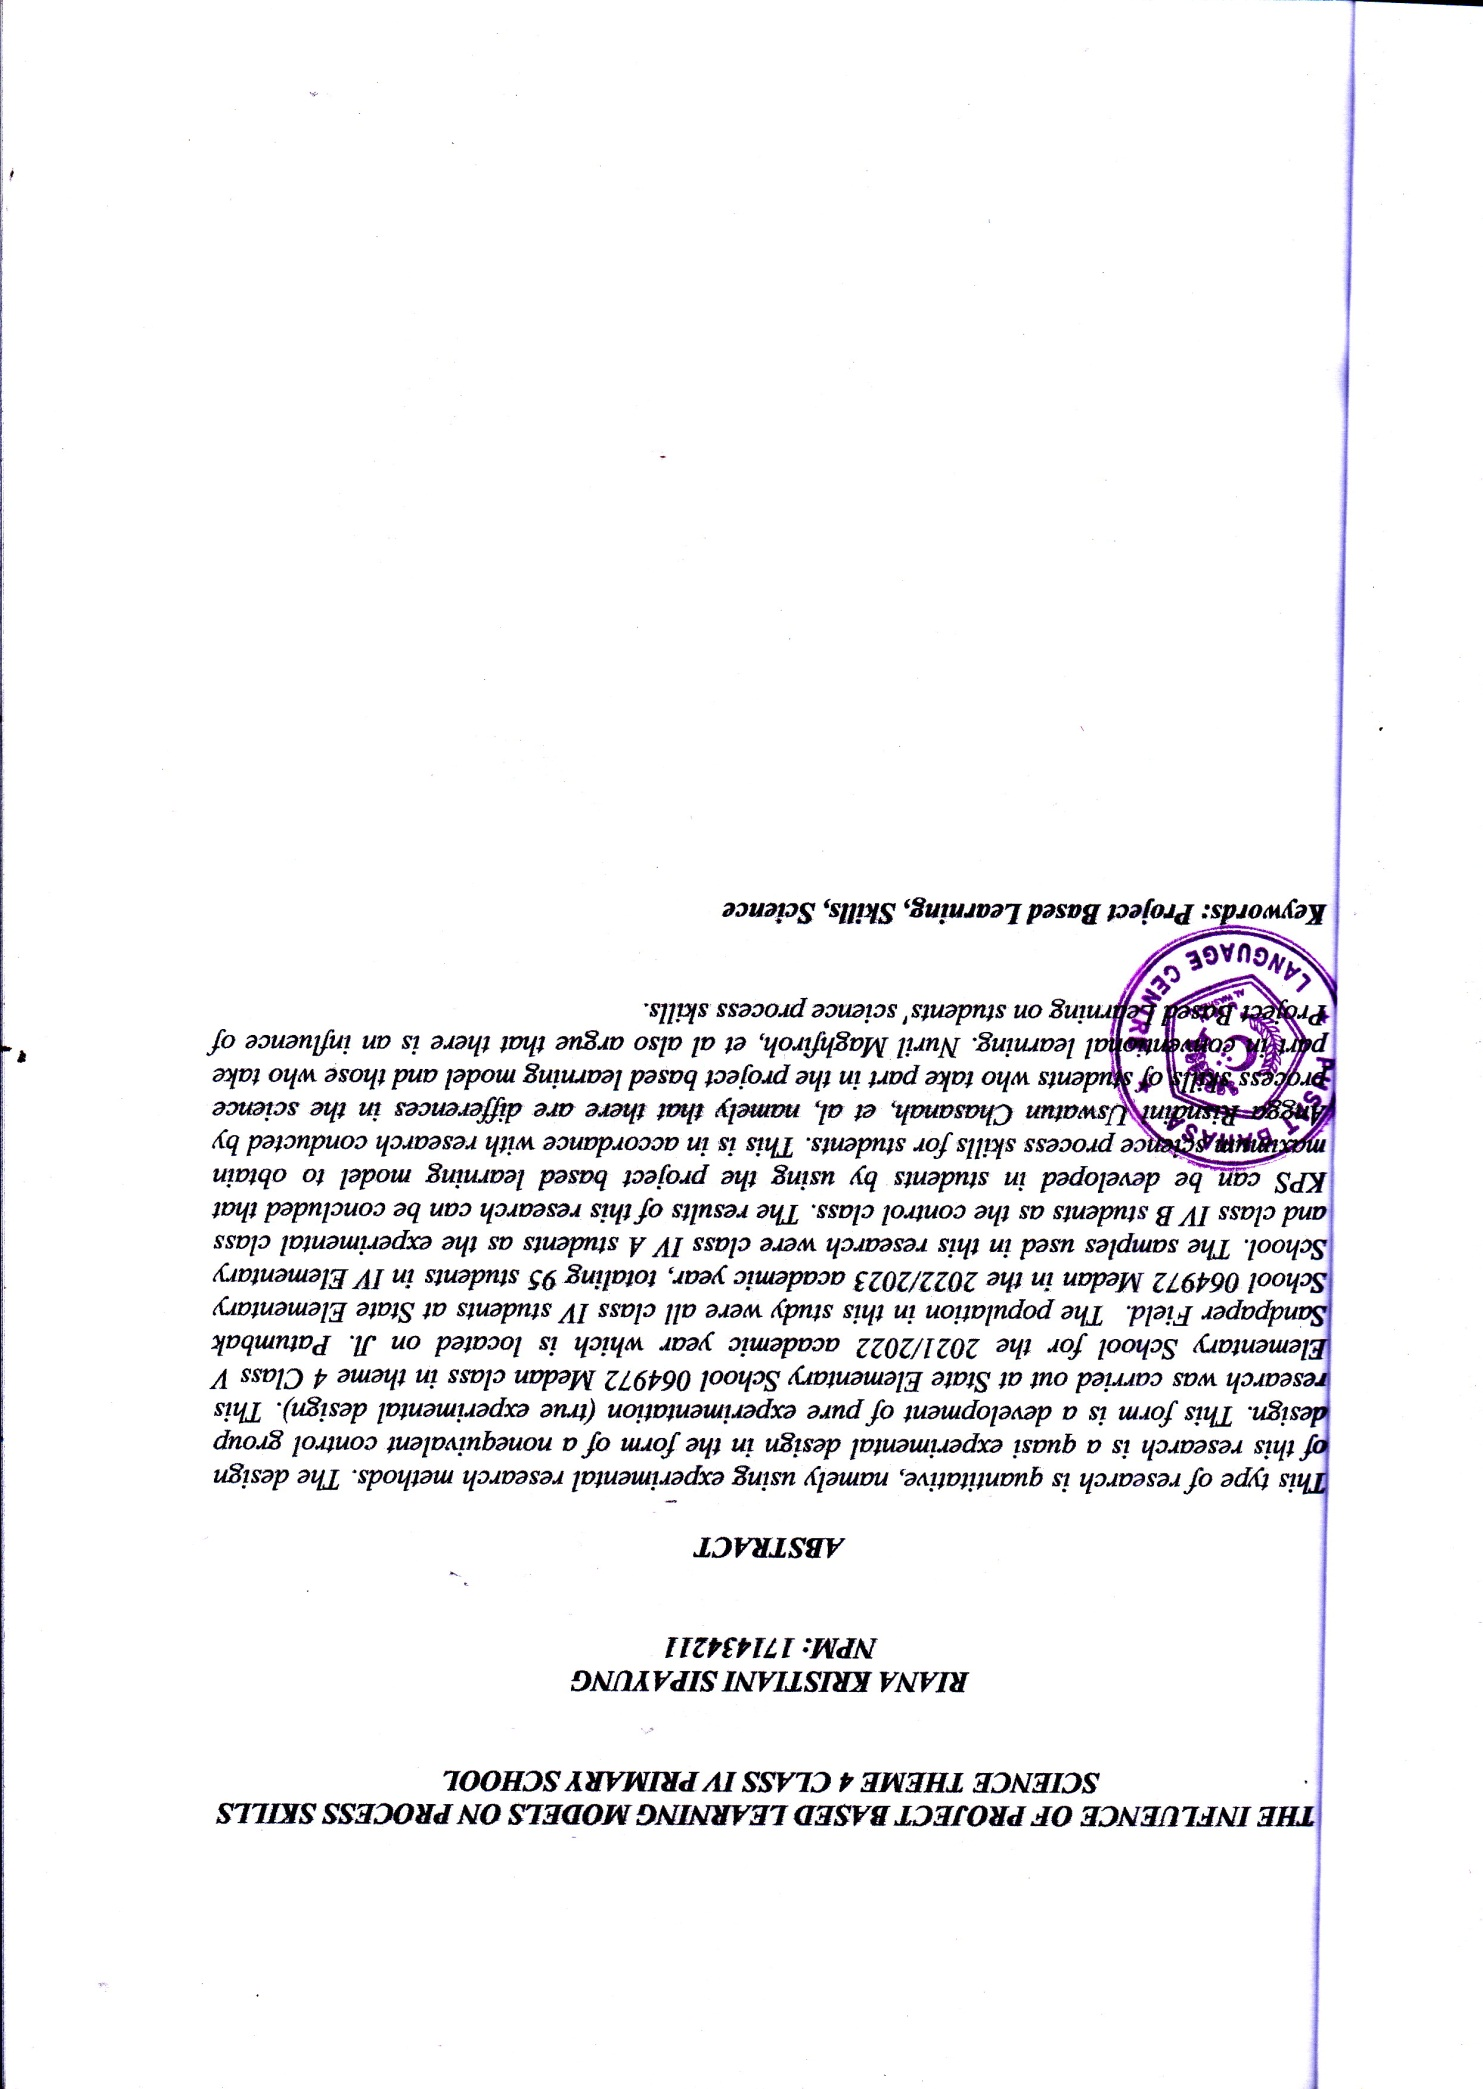 THE INFLUENCE OF PROJECT BASED LEARNING MODELS ON PROCESS SKILLS
SCIENCE THEME 4 CLASS IV PRIMARY SCHOOL
RIANA KRISTIANI SIPAYUNG
NPM: 171434211
ABSTRACT
This type of research is quantitative, namely using experimental research methods. The design
of this research is a quasi experimental design in the form of a nonequivalent control group
design. This form is a development of pure experimentation (true experimental design). This
research was carried out at State Elementary School 064972 Medan class in theme 4 Class V
Elementary School for the 2021/2022 academic year which is located on Jl. Patumbak
Sandpaper Field. The population in this study were all class IV students at State Elementary
School 064972 Medan in the 2022/2023 academic year, totaling 95 students in IV Elementary
School. The samples used in this research were class IV A students as the experimental class
and class IV B students as the control class. The results of this research can be concluded that
KPS can be developed in students by using the project based learning model to obtain
maximum science process skills for students. This is in accordance with research conducted by
Angga Risndini Uswatun Chasanah, et al, namely that there are differences in the science
process skills of students who take part in the project based learning model and those who take
part in conventional learning. Nuril Maghfiroh, et al also argue that there is an influence of
Project Based Learning on students' science process skills.
PUSAT BAHASA
LANGUAGE CENTRE
Keywords: Project Based Learning, Skills, Science